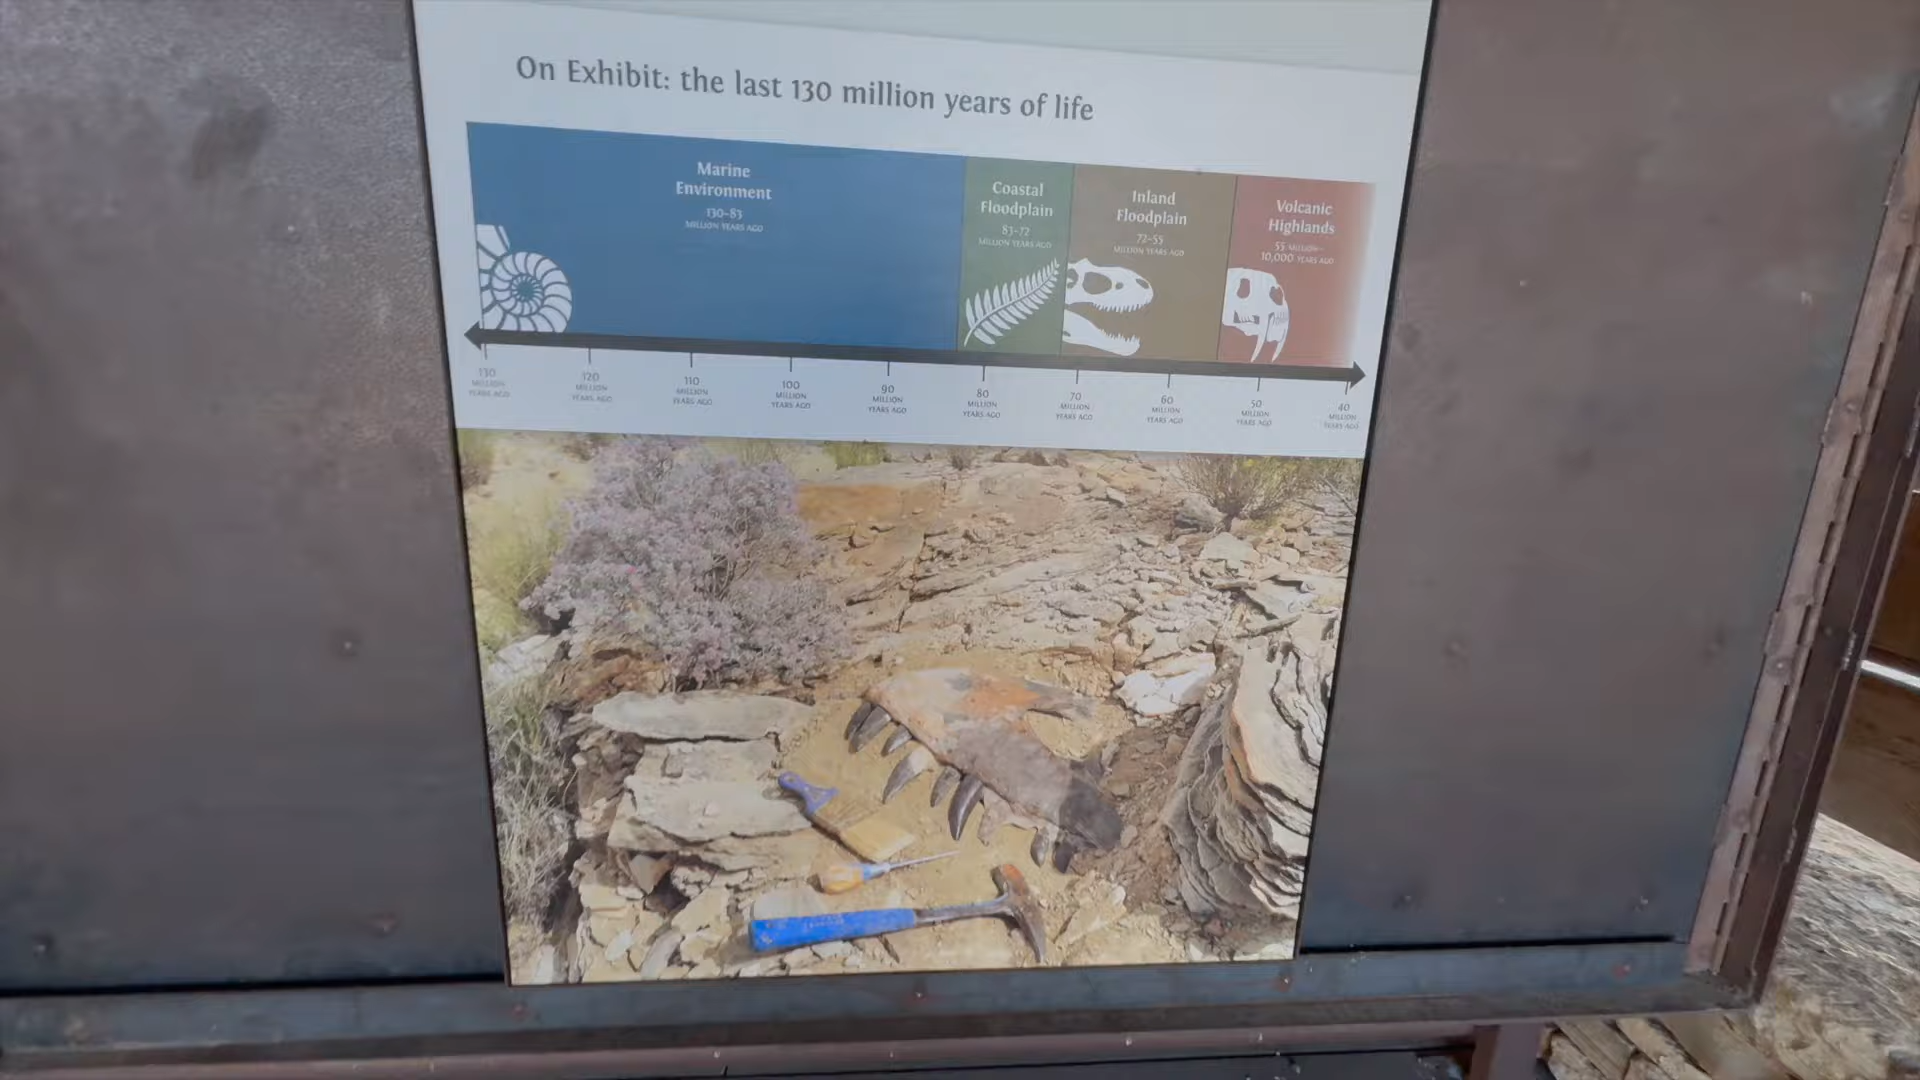 On Exhibit: the last 130 million years of life
Marine
Environment
130–83
MILLION YEARS AGO
Coastal
Floodplain
83–72
MILLION YEARS AGO
Inland
Floodplain
72–55
MILLION YEARS AGO
Volcanic
Highlands
55 MILLION–
10,000 YEARS AGO
130
MILLION
YEARS AGO
120
MILLION
YEARS AGO
110
MILLION
YEARS AGO
100
MILLION
YEARS AGO
90
MILLION
YEARS AGO
80
MILLION
YEARS AGO
70
MILLION
YEARS AGO
60
MILLION
YEARS AGO
50
MILLION
YEARS AGO
40
MILLION
YEARS AGO